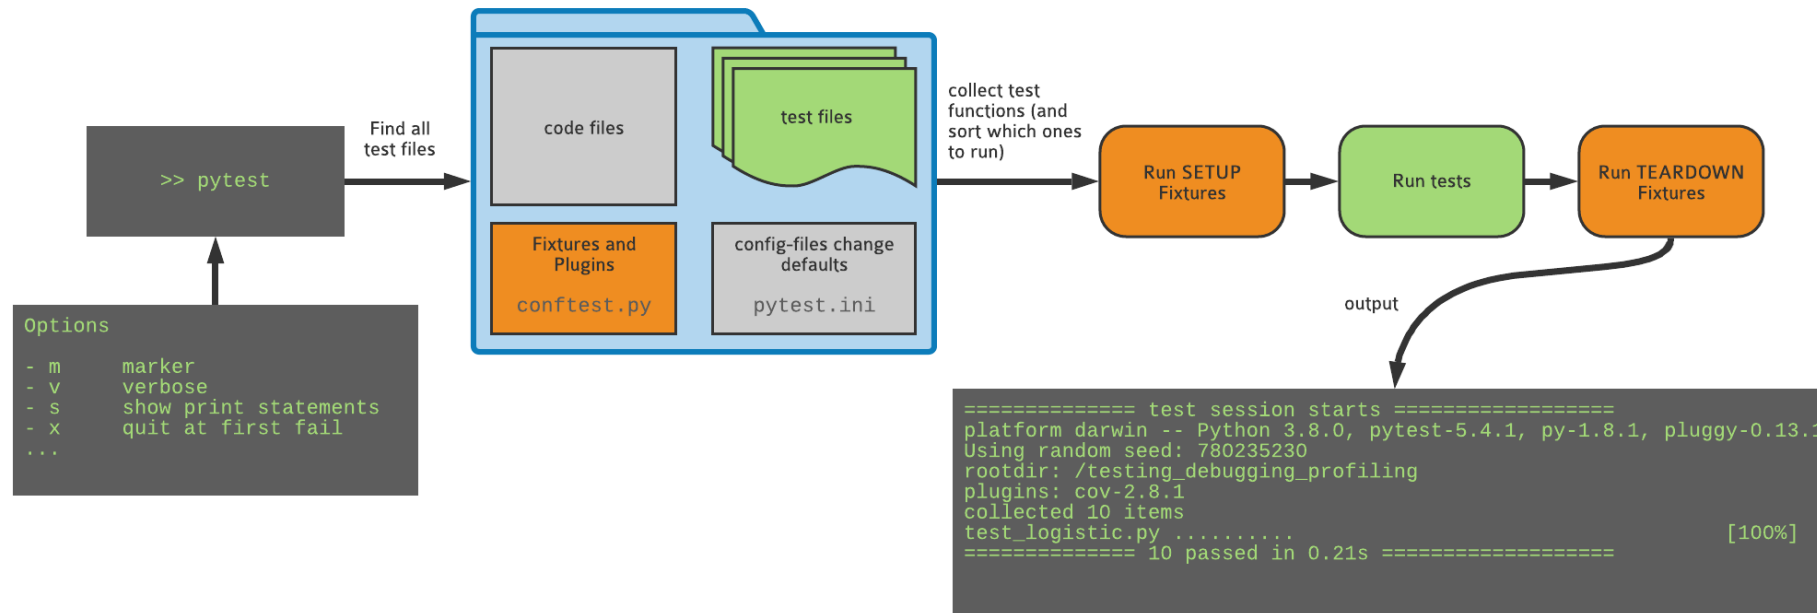 >> pytest
Options
- m marker
- v verbose
- s show print statements
- x quit at first fail
...
Find all
test files
code files
test files
Fixtures and
Plugins
conftest.py
config-files change
defaults
pytest.ini
collect test
functions (and
sort which ones
to run)
Run SETUP
Fixtures
Run tests
Run TEARDOWN
Fixtures
output
============== test session starts ==================
platform darwin -- Python 3.8.0, pytest-5.4.1, py-1.8.1, pluggy-0.13.1
Using random seed: 780235230
rootdir: /testing_debugging_profiling
plugins: cov-2.8.1
collected 10 items
test_logistic.py .......... [100%]
============== 10 passed in 0.21s ===================